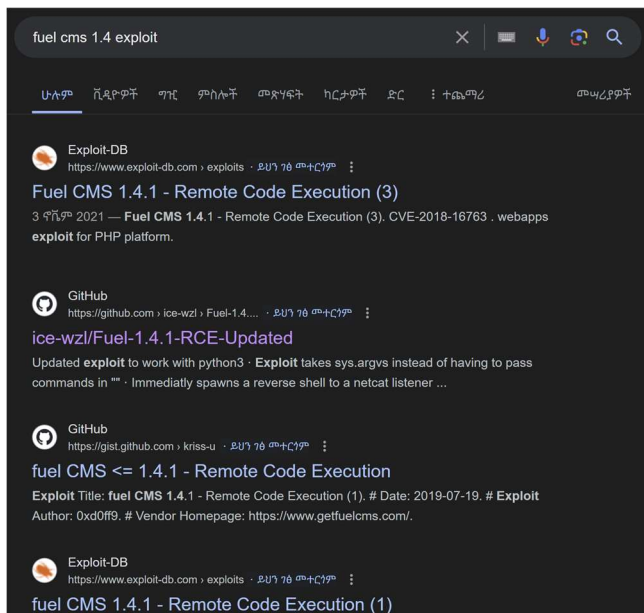 fuel cms 1.4 exploit
ሁሉም ቪዲዮዎች ግዢ ምስሎች መጽሃፍት ካርታዎች ድር ⋮ ተጨማሪ መሣሪያዎች
Exploit-DB
https://www.exploit-db.com › exploits · ይህን ገፅ መተርጎም ⋮
Fuel CMS 1.4.1 - Remote Code Execution (3)
3 ኖቬም 2021 — Fuel CMS 1.4.1 - Remote Code Execution (3). CVE-2018-16763 . webapps
exploit for PHP platform.
GitHub
https://github.com › ice-wzl › Fuel-1.4.... · ይህን ገፅ መተርጎም ⋮
ice-wzl/Fuel-1.4.1-RCE-Updated
Updated exploit to work with python3 · Exploit takes sys.argvs instead of having to pass
commands in "" · Immediatly spawns a reverse shell to a netcat listener ...
GitHub
https://gist.github.com › kriss-u · ይህን ገፅ መተርጎም ⋮
fuel CMS <= 1.4.1 - Remote Code Execution
Exploit Title: fuel CMS 1.4.1 - Remote Code Execution (1). # Date: 2019-07-19. # Exploit
Author: 0xd0ff9. # Vendor Homepage: https://www.getfuelcms.com/.
Exploit-DB
https://www.exploit-db.com › exploits · ይህን ገፅ መተርጎም ⋮
fuel CMS 1.4.1 - Remote Code Execution (1)